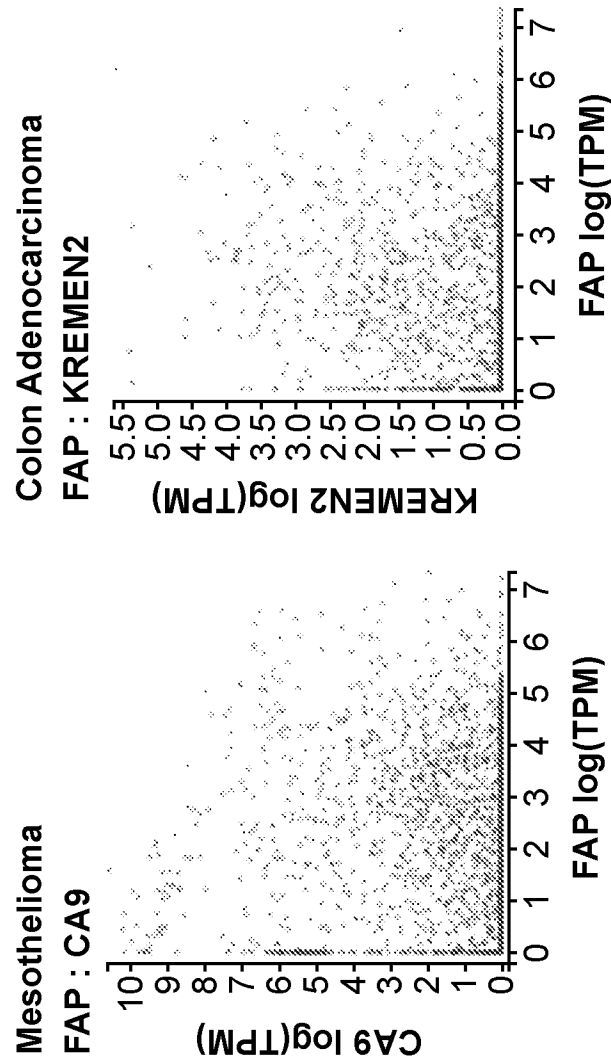 Mesothelioma
FAP : CA9
CA9 log(TPM)
10
9
8
7
6
5
4
3
2
1
0
0 1 2 3 4 5 6 7
FAP log(TPM)
Colon Adenocarcinoma
FAP : KREMEN2
KREMEN2 log(TPM)
5.5
5.0
4.5
4.0
3.5
3.0
2.5
2.0
1.5
1.0
0.5
0.0
0 1 2 3 4 5 6 7
FAP log(TPM)